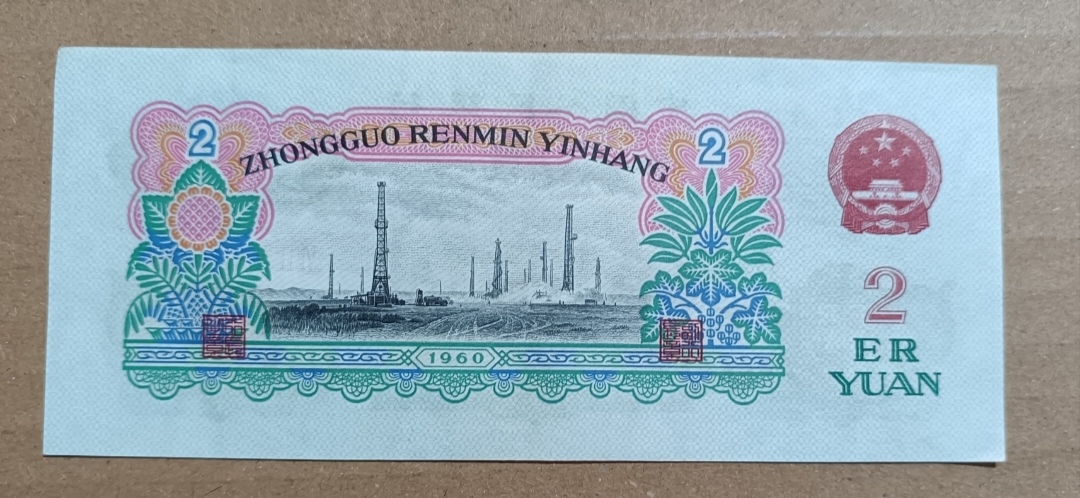 2
2
ZHONGGUO RENMIN YINHANG
1960
2
ER
YUAN